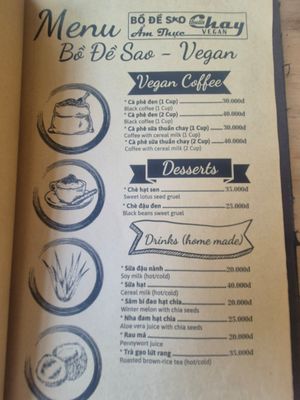 Menu
BỒ ĐỀ SAO
Ẩm Thực
Chay
VEGAN
Bồ Đề Sao - Vegan
Vegan Coffee
* Cà phê đen (1 Cup) 30.000đ
Black coffee (1 Cup)
* Cà phê đen (2 Cup) 40.000đ
Black coffee (1 Cup)
* Cà phê sữa thuần chay (1 Cup) 30.000đ
Coffee with cereal milk (1 cup)
* Cà phê sữa thuần chay (2 Cup) 40.000đ
Coffee with cereal milk (2 cup)
Desserts
* Chè hạt sen 35.000đ
Sweet lotus seed gruel
* Chè đậu đen 25.000đ
Black beans sweet gruel
Drinks (home made)
* Sữa đậu nành 20.000đ
Soy milk (hot/cold)
* Sữa hạt 40.000đ
Cereal milk (hot/cold)
* Sâm bí đao hạt chia 20.000đ
Winter melon with chia seeds
* Nha đam hạt chia 25.000đ
Aloe vera juice with chia seeds
* Rau má 20.000đ
Pennywort juice
* Trà gạo lứt rang 35.000đ
Roasted brown-rice tea (hot/cold)